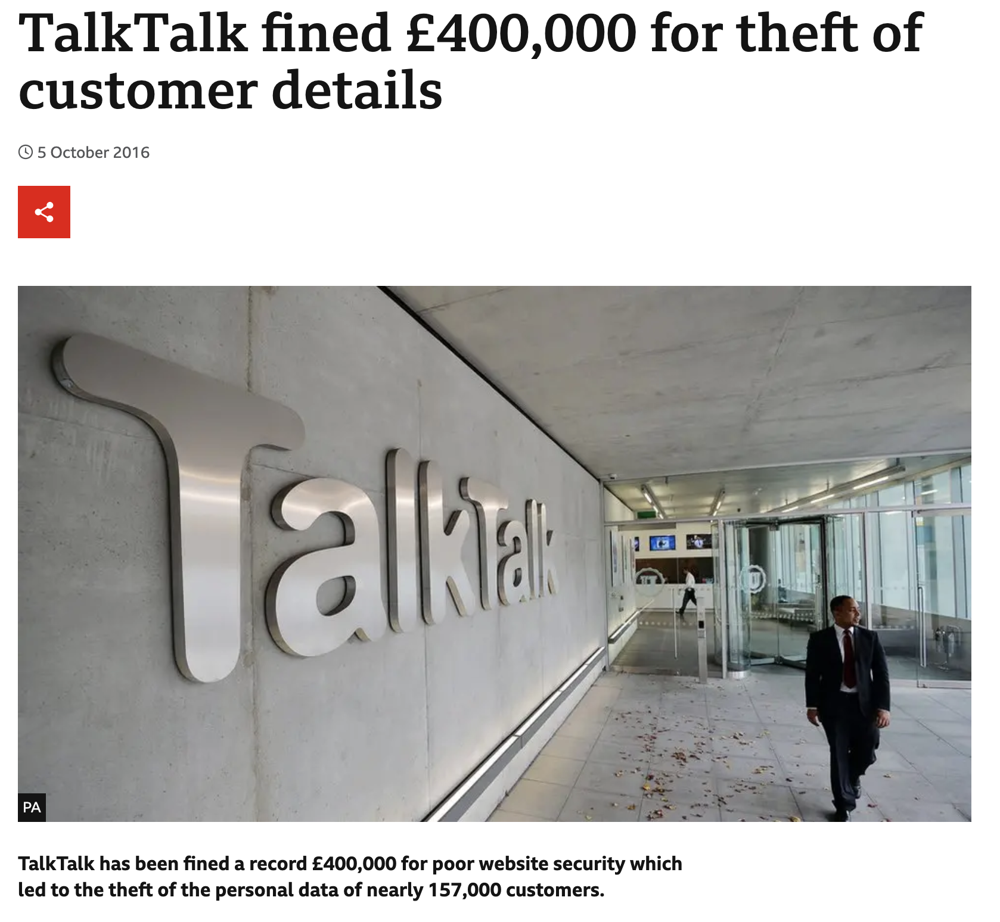 TalkTalk fined £400,000 for theft of
customer details
5 October 2016
TalkTalk
PA
TalkTalk has been fined a record £400,000 for poor website security which
led to the theft of the personal data of nearly 157,000 customers.